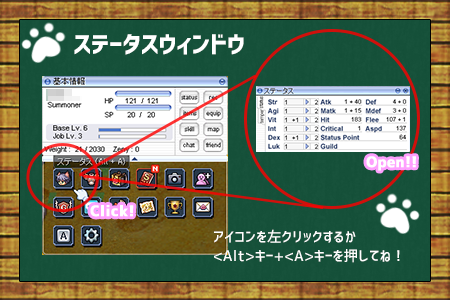 ステータスウィンドウ
基本情報
Summoner
HP 121 / 121
SP 20 / 20
status
items
equip
skill
map
chat
friend
Base Lv. 6
Job Lv. 3
Weight : 21 / 2030 Zeny : 0
ステータス (Alt + A)
N
A
Click!
ステータス
Str 1 2 Atk 1 + 40 Def 4 + 0
Agi 1 2 Matk 1 + 15 Mdef 3 + 0
Vit 1 +1 2 Hit 183 Flee 107 + 1
Int 1 2 Critical 1 Aspd 137
Dex 1 +1 2 Status Point 64
Luk 1 2 Guild
Open!!
アイコンを左クリックするか
<Alt>キー+<A>キーを押してね！